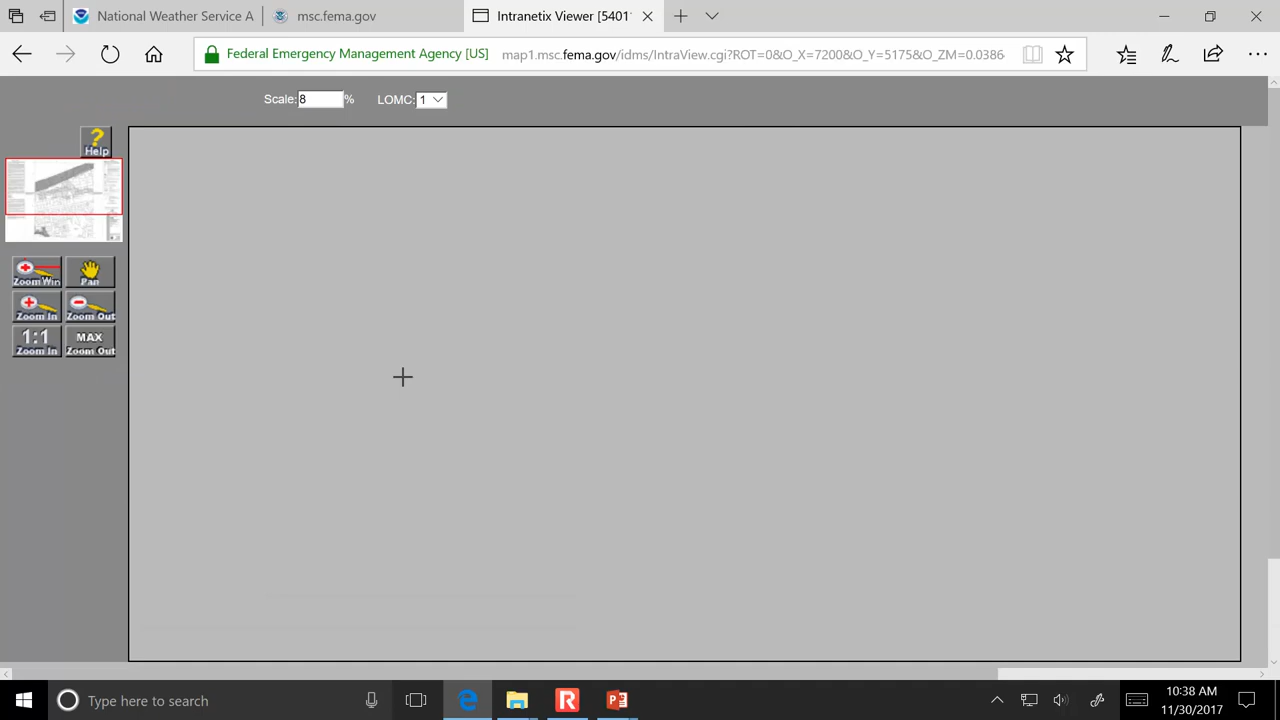 National Weather Service A
msc.fema.gov
Intranetix Viewer [5401
Federal Emergency Management Agency [US]
map1.msc.fema.gov/idms/IntraView.cgi?ROT=0&O_X=7200&O_Y=5175&O_ZM=0.0386
Scale: 8 %
LOMC: 1
?
Help
Zoom Win
Pan
Zoom In
Zoom Out
1:1
Zoom In
MAX
Zoom Out
Type here to search
10:38 AM
11/30/2017